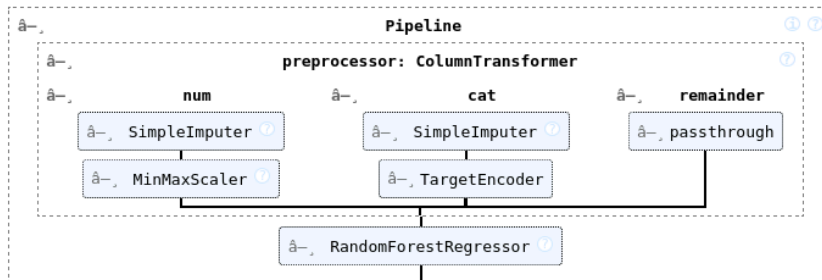 â–¸ Pipeline i ?
â–¸ preprocessor: ColumnTransformer ?
â–¸ num â–¸ cat â–¸ remainder
â–¸ SimpleImputer ? â–¸ SimpleImputer ? â–¸ passthrough
â–¸ MinMaxScaler ? â–¸ TargetEncoder
â–¸ RandomForestRegressor ?